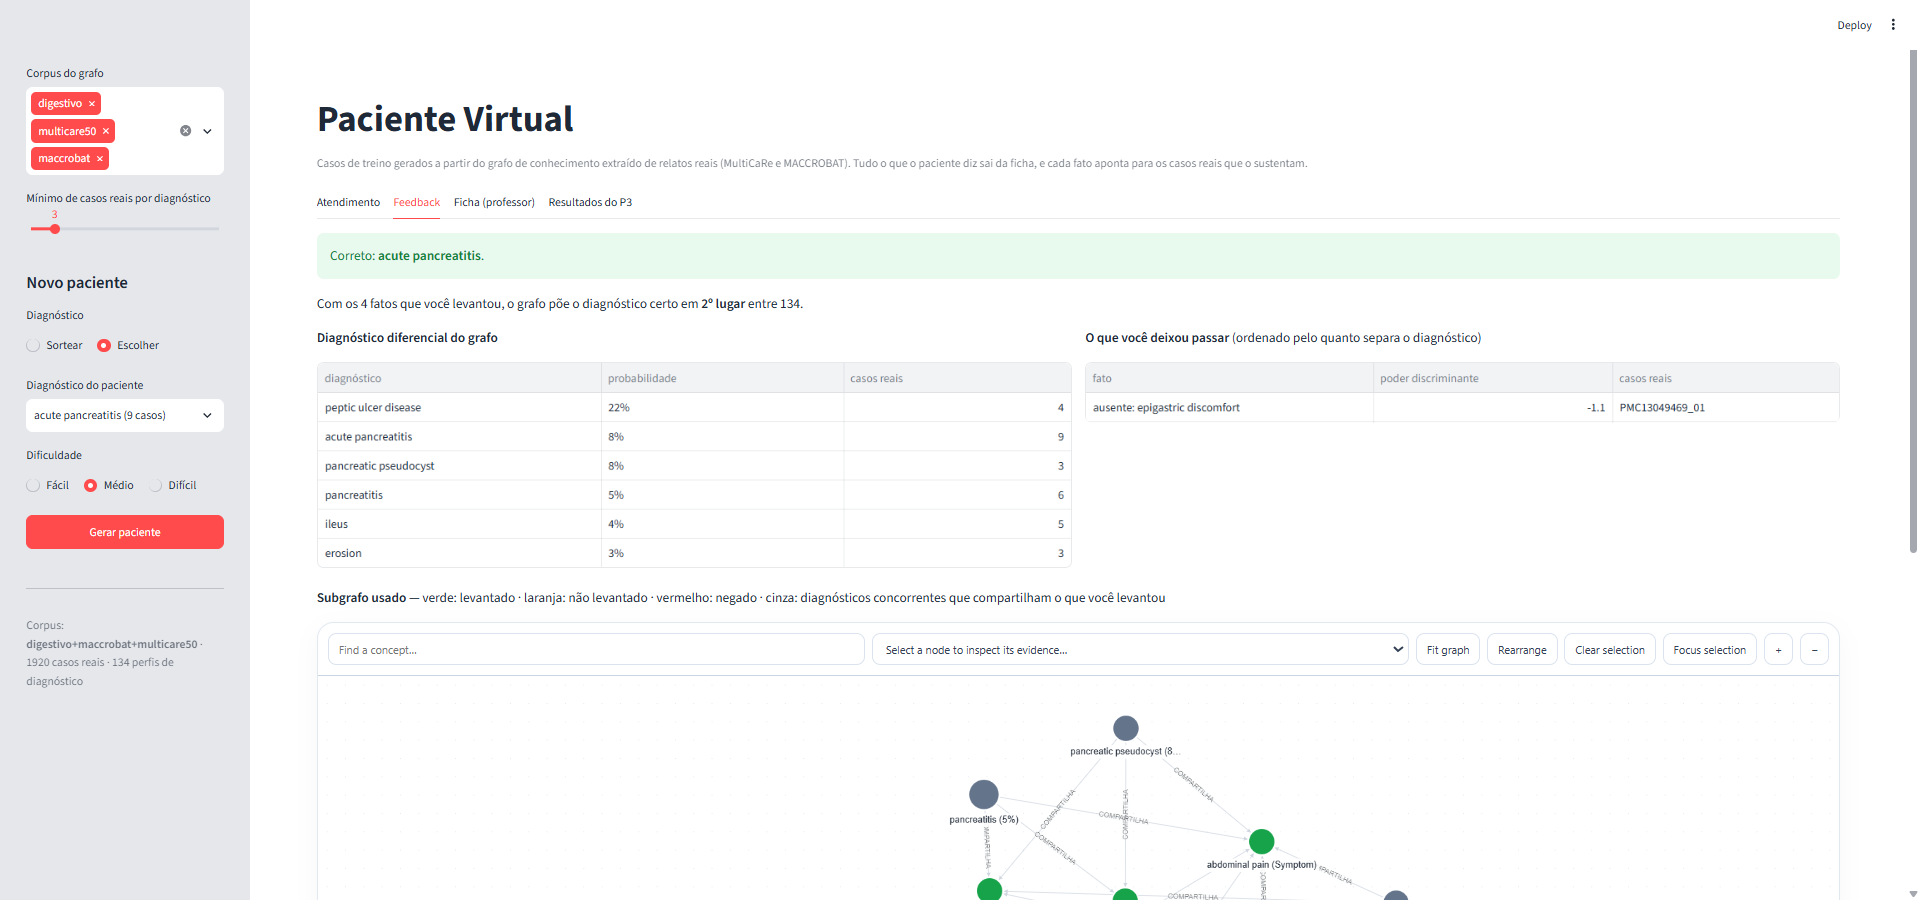 Deploy
Corpus do grafo
digestivo ×
multicare50 ×
maccrobat ×
Mínimo de casos reais por diagnóstico
3
Novo paciente
Diagnóstico
Sortear Escolher
Diagnóstico do paciente
acute pancreatitis (9 casos)
Dificuldade
Fácil Médio Difícil
Gerar paciente
Corpus:
digestivo+maccrobat+multicare50 ·
1920 casos reais · 134 perfis de
diagnóstico
Paciente Virtual
Casos de treino gerados a partir do grafo de conhecimento extraído de relatos reais (MultiCaRe e MACCROBAT). Tudo o que o paciente diz sai da ficha, e cada fato aponta para os casos reais que o sustentam.
Atendimento Feedback Ficha (professor) Resultados do P3
Correto: acute pancreatitis.
Com os 4 fatos que você levantou, o grafo põe o diagnóstico certo em 2º lugar entre 134.
Diagnóstico diferencial do grafo
diagnóstico probabilidade casos reais
peptic ulcer disease 22% 4
acute pancreatitis 8% 9
pancreatic pseudocyst 8% 3
pancreatitis 5% 6
ileus 4% 5
erosion 3% 3
O que você deixou passar (ordenado pelo quanto separa o diagnóstico)
fato poder discriminante casos reais
ausente: epigastric discomfort -1.1 PMC13049469_01
Subgrafo usado — verde: levantado · laranja: não levantado · vermelho: negado · cinza: diagnósticos concorrentes que compartilham o que você levantou
Find a concept... Select a node to inspect its evidence... Fit graph Rearrange Clear selection Focus selection + −
pancreatic pseudocyst (8...
COMPARTILHA
COMPARTILHA
COMPARTILHA
pancreatitis (5%)
COMPARTILHA
COMPARTILHA
abdominal pain (Symptom)
COMPARTILHA